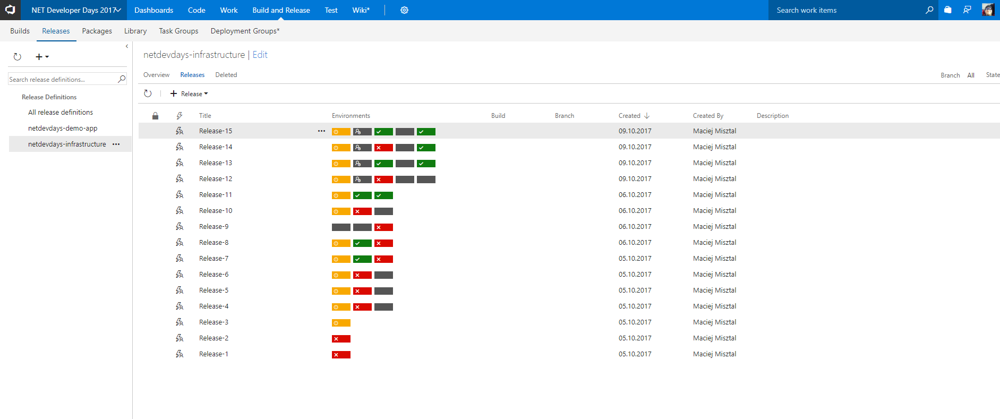 NET Developer Days 2017 Dashboards Code Work Build and Release Test Wiki* Search work items
Builds Releases Packages Library Task Groups Deployment Groups*
netdevdays-infrastructure | Edit
Overview Releases Deleted Branch All State
Search release definitions...
Release
Release Definitions
All release definitions
netdevdays-demo-app
netdevdays-infrastructure ...
Title Environments Build Branch Created Created By Description
Release-15 ... 09.10.2017 Maciej Misztal
Release-14 09.10.2017 Maciej Misztal
Release-13 09.10.2017 Maciej Misztal
Release-12 09.10.2017 Maciej Misztal
Release-11 06.10.2017 Maciej Misztal
Release-10 06.10.2017 Maciej Misztal
Release-9 06.10.2017 Maciej Misztal
Release-8 06.10.2017 Maciej Misztal
Release-7 05.10.2017 Maciej Misztal
Release-6 05.10.2017 Maciej Misztal
Release-5 05.10.2017 Maciej Misztal
Release-4 05.10.2017 Maciej Misztal
Release-3 05.10.2017 Maciej Misztal
Release-2 05.10.2017 Maciej Misztal
Release-1 05.10.2017 Maciej Misztal